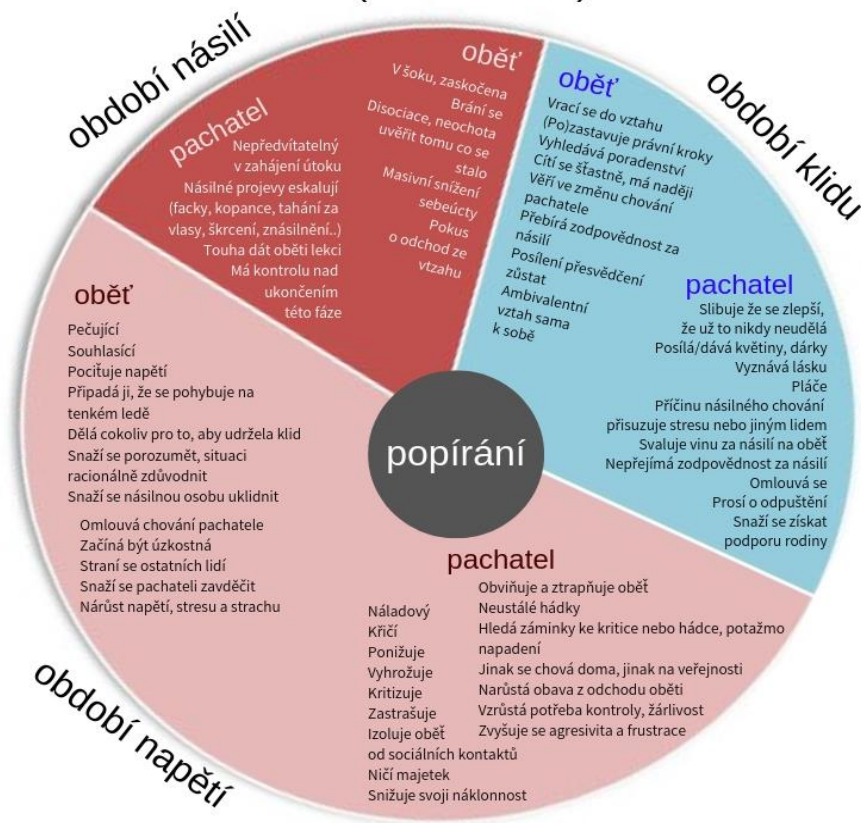 období násilí
pachatel
Nepředvítatelný
v zahájení útoku
Násilné projevy eskalují
(facky, kopance, tahání za
vlasy, škrcení, znásilnění..)
Touha dát oběti lekci
Má kontrolu nad
ukončením
této fáze
oběť
V šoku, zaskočena
Brání se
Disociace, neochota
uvěřit tomu co se
stalo
Masivní snížení
sebeúcty
Pokus
o odchod ze
vztahu
období klidu
oběť
Vrací se do vztahu
(Po)zastavuje právní kroky
Vyhledává poradenství
Cítí se šťastně, má naději
Věří ve změnu chování
pachatele
Přebírá zodpovědnost za
násilí
Posílení přesvědčení
zůstat
Ambivalentní
vztah sama
k sobě
pachatel
Slibuje že se zlepší,
že už to nikdy neudělá
Posílá/dává květiny, dárky
Vyznává lásku
Pláče
Příčinu násilného chování
přisuzuje stresu nebo jiným lidem
Svaluje vinu za násilí na oběť
Nepřejímá zodpovědnost za násilí
Omlouvá se
Prosí o odpuštění
Snaží se získat
podporu rodiny
popírání
období napětí
oběť
Pečující
Souhlasící
Pociťuje napětí
Připadá ji, že se pohybuje na
tenkém ledě
Dělá cokoliv pro to, aby udržela klid
Snaží se porozumět, situaci
racionálně zdůvodnit
Snaží se násilnou osobu uklidnit
Omlouvá chování pachatele
Začíná být úzkostná
Straní se ostatních lidí
Snaží se pachateli zavděčit
Nárůst napětí, stresu a strachu
pachatel
Náladový
Křičí
Ponižuje
Vyhrožuje
Kritizuje
Zastrašuje
Izoluje oběť
od sociálních kontaktů
Ničí majetek
Snižuje svoji náklonnost
Obviňuje a ztrapňuje oběť
Neustálé hádky
Hledá záminky ke kritice nebo hádce, potažmo
napadení
Jinak se chová doma, jinak na veřejnosti
Narůstá obava z odchodu oběti
Vzrůstá potřeba kontroly, žárlivost
Zvyšuje se agresivita a frustrace